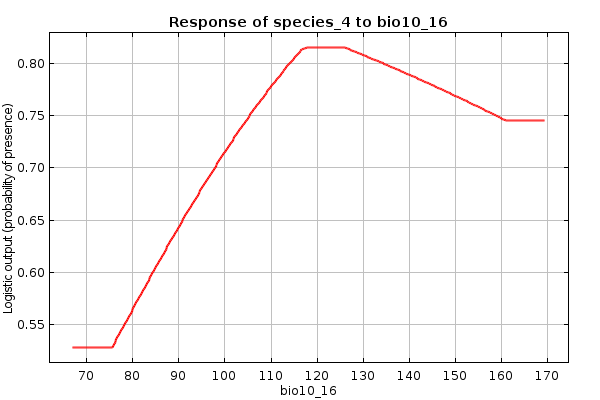 Response of species_4 to bio10_16
Logistic output (probability of presence)
0.80
0.75
0.70
0.65
0.60
0.55
70 80 90 100 110 120 130 140 150 160 170
bio10_16